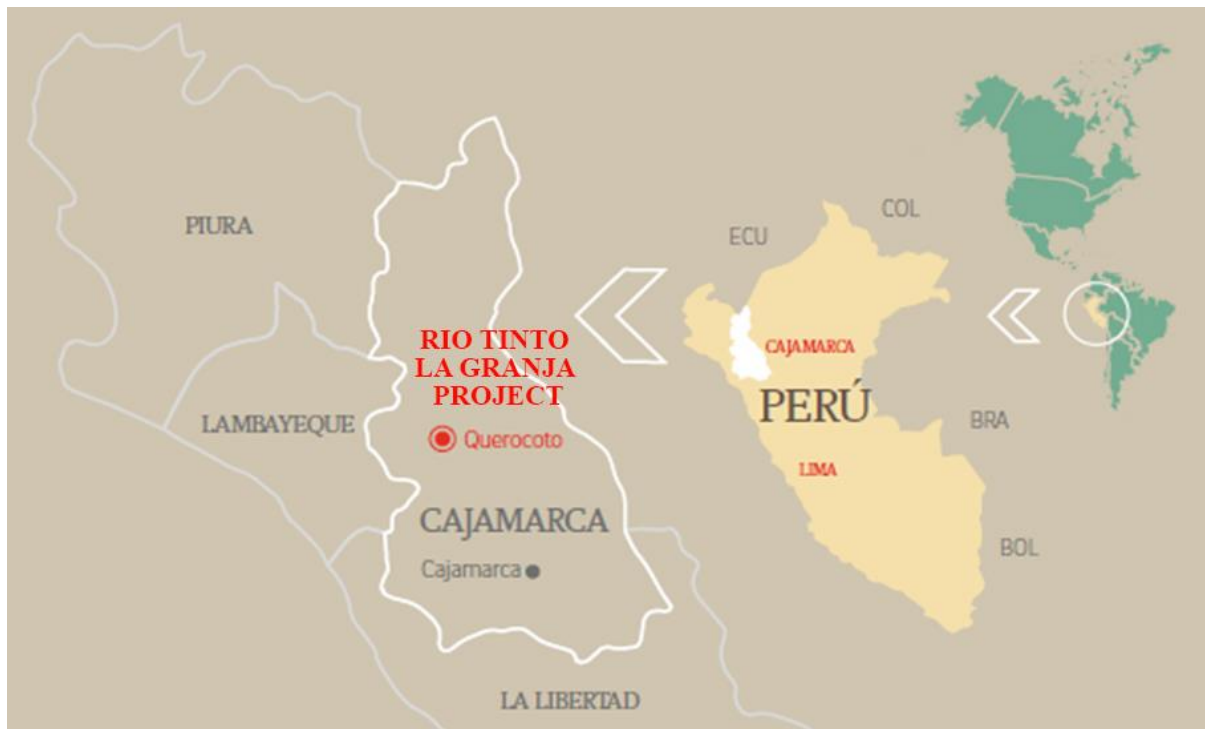 PIURA
LAMBAYEQUE
RIO TINTO
LA GRANJA
PROJECT
Querocoto
CAJAMARCA
Cajamarca
LA LIBERTAD
ECU
COL
CAJAMARCA
PERÚ
LIMA
BRA
BOL